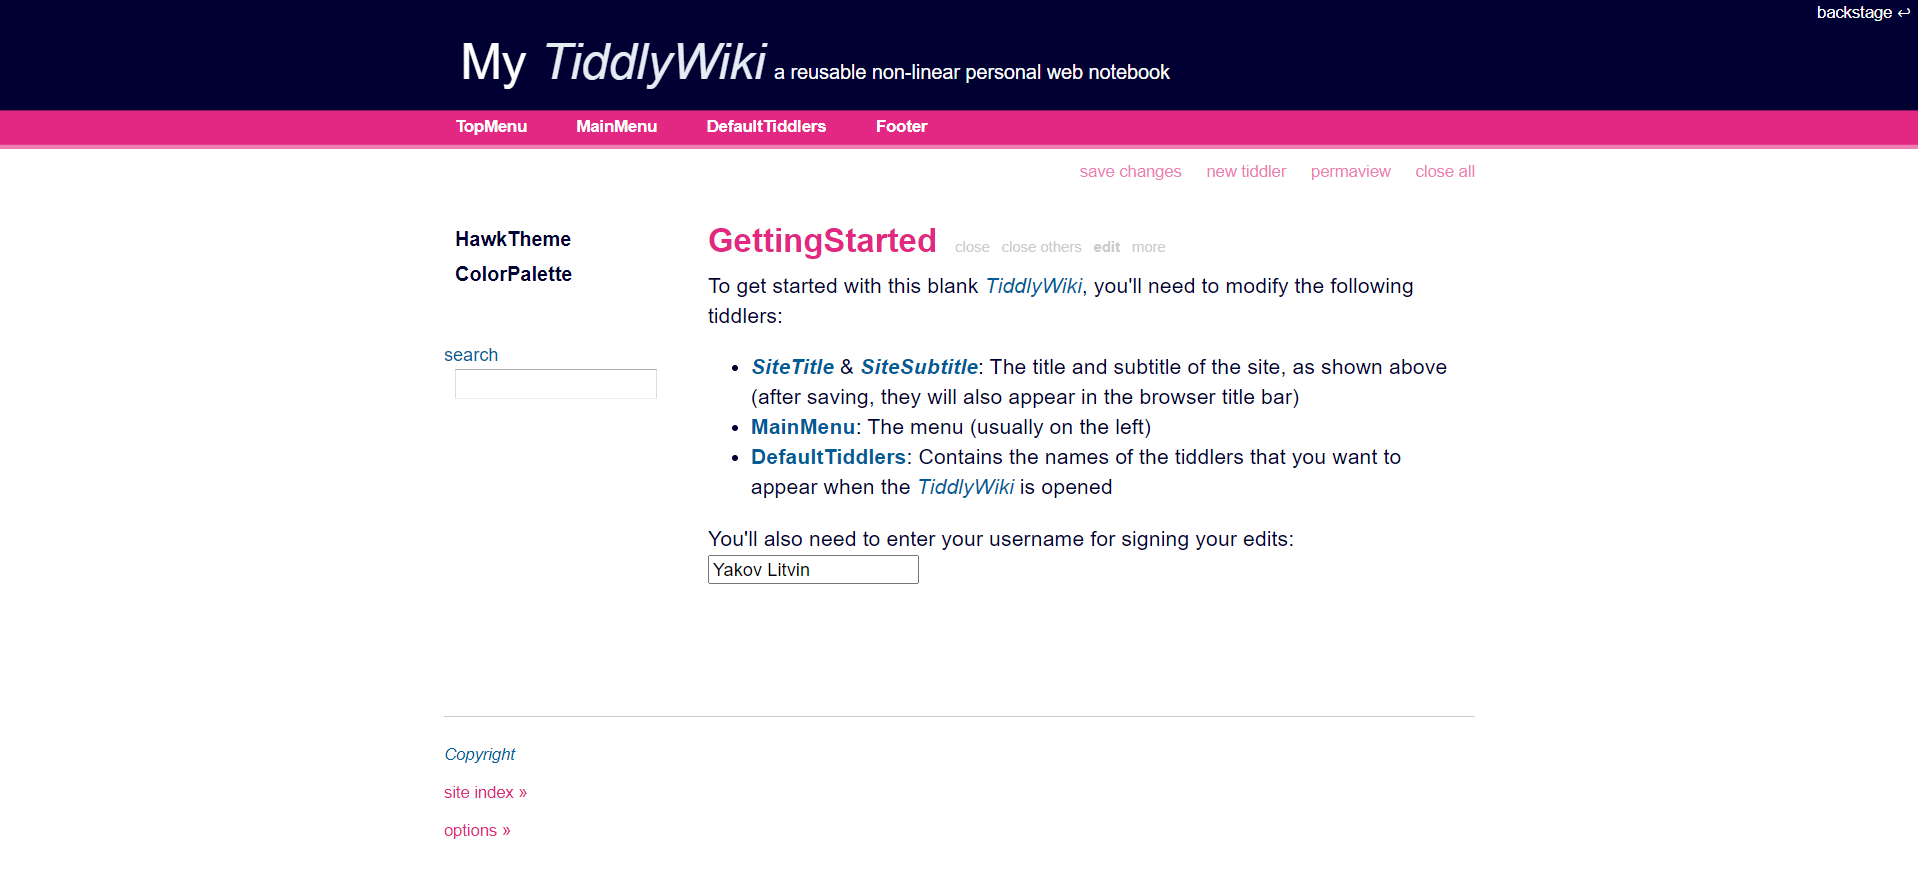 backstage ↩
My TiddlyWiki a reusable non-linear personal web notebook
TopMenu MainMenu DefaultTiddlers Footer
save changes new tiddler permaview close all
HawkTheme
ColorPalette
search
GettingStarted close close others edit more
To get started with this blank TiddlyWiki, you'll need to modify the following
tiddlers:
• SiteTitle & SiteSubtitle: The title and subtitle of the site, as shown above
(after saving, they will also appear in the browser title bar)
• MainMenu: The menu (usually on the left)
• DefaultTiddlers: Contains the names of the tiddlers that you want to
appear when the TiddlyWiki is opened
You'll also need to enter your username for signing your edits:
Yakov Litvin
Copyright
site index »
options »